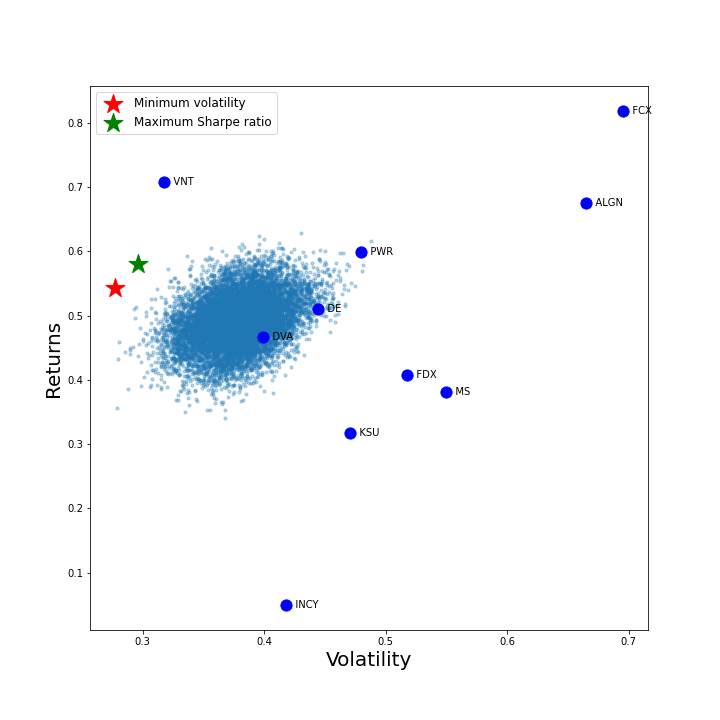 Minimum volatility
Maximum Sharpe ratio
FCX
0.8
ALGN
VNT
0.7
PWR
0.6
DE
0.5
DVA
FDX
0.4
MS
KSU
0.3
0.2
0.1
INCY
Returns
0.3 0.4 0.5 0.6 0.7
Volatility